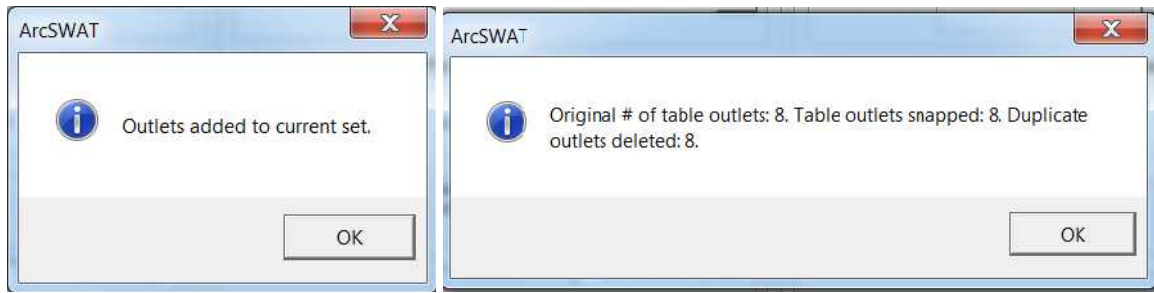 ArcSWAT
Outlets added to current set.
OK
ArcSWAT
Original # of table outlets: 8. Table outlets snapped: 8. Duplicate
outlets deleted: 8.
OK